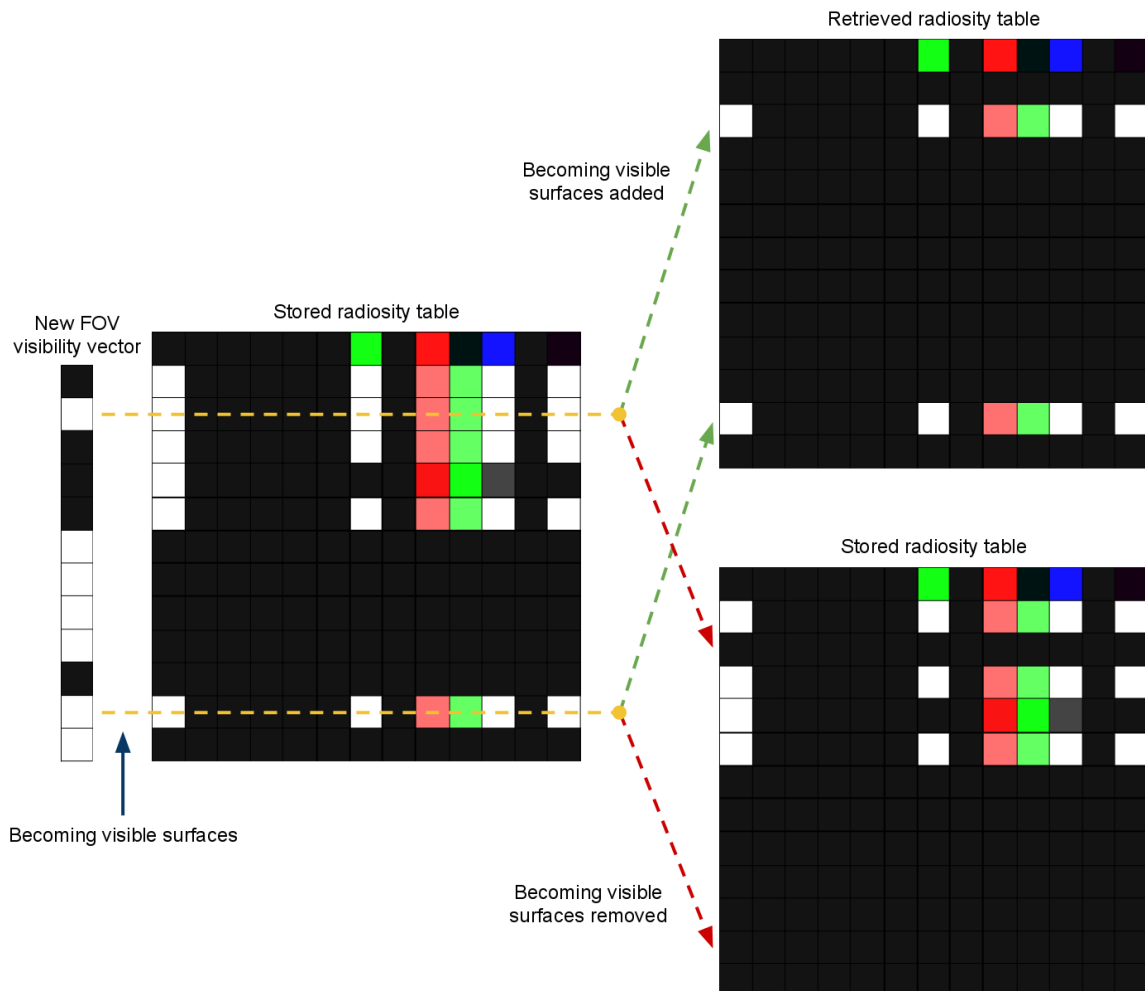 Retrieved radiosity table
Becoming visible
surfaces added
Stored radiosity table
New FOV
visibility vector
Stored radiosity table
Becoming visible surfaces
Becoming visible
surfaces removed